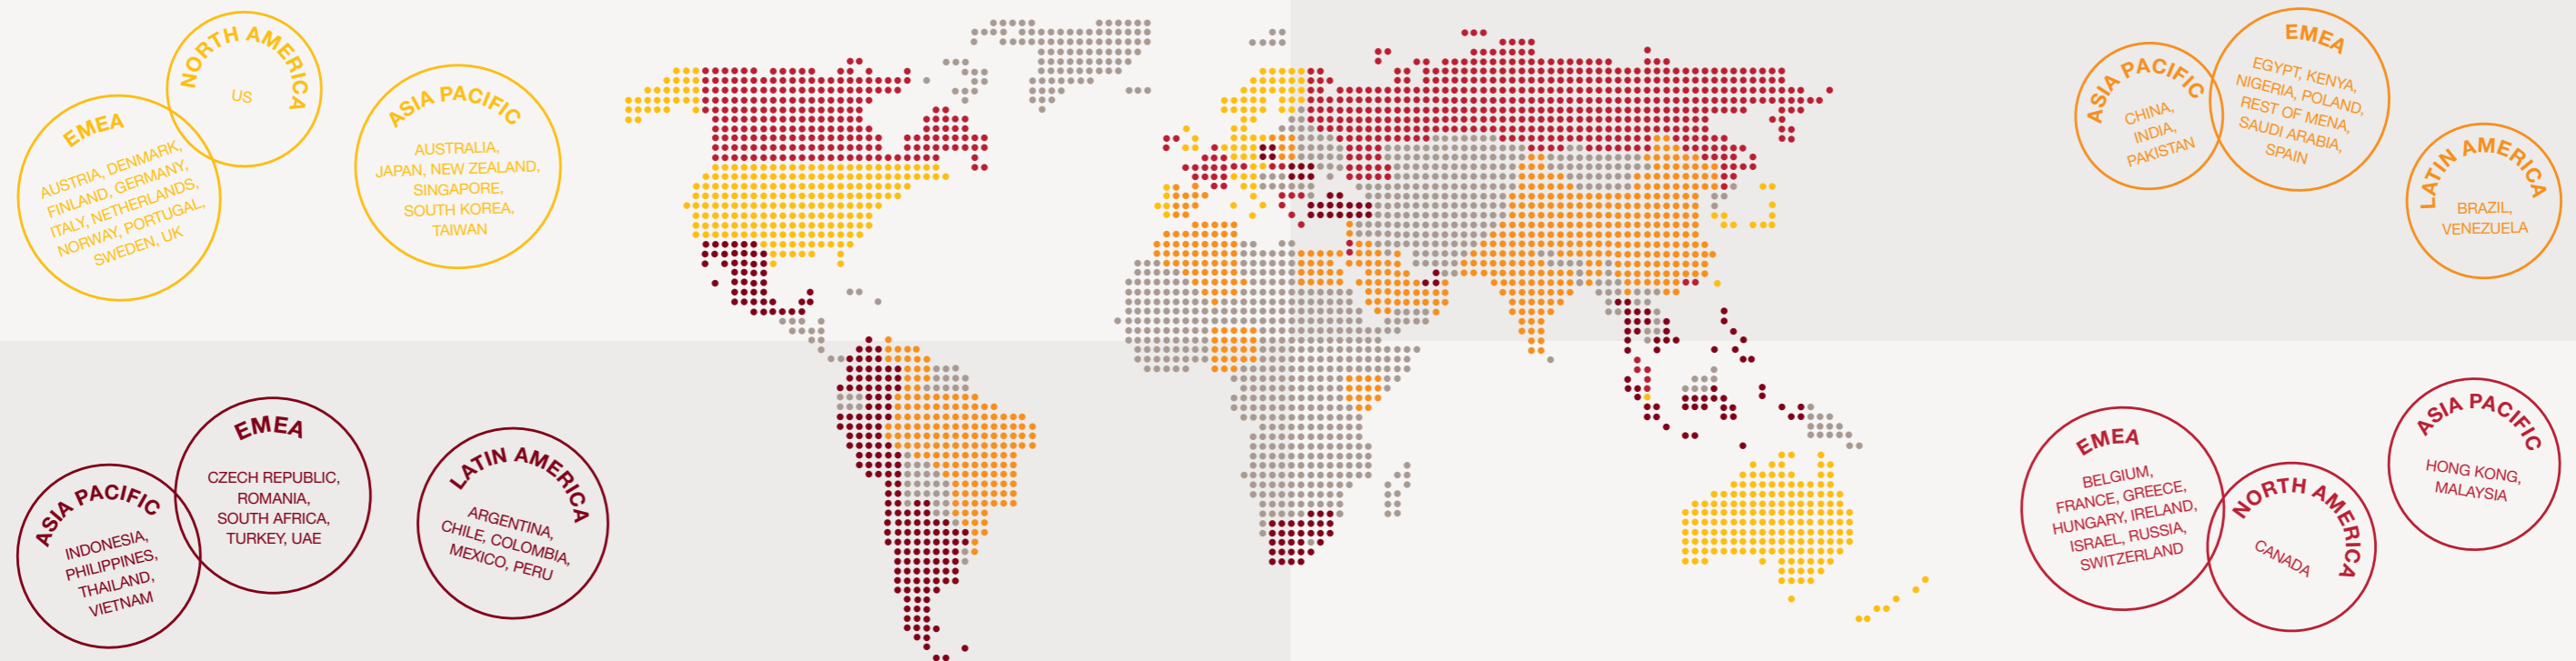 NORTH AMERICA
US
EMEA
AUSTRIA, DENMARK,
FINLAND, GERMANY,
ITALY, NETHERLANDS,
NORWAY, PORTUGAL,
SWEDEN, UK
ASIA PACIFIC
AUSTRALIA,
JAPAN, NEW ZEALAND,
SINGAPORE,
SOUTH KOREA,
TAIWAN
ASIA PACIFIC
CHINA,
INDIA,
PAKISTAN
EMEA
EGYPT, KENYA,
NIGERIA, POLAND,
REST OF MENA,
SAUDI ARABIA,
SPAIN
LATIN AMERICA
BRAZIL,
VENEZUELA
ASIA PACIFIC
INDONESIA,
PHILIPPINES,
THAILAND,
VIETNAM
EMEA
CZECH REPUBLIC,
ROMANIA,
SOUTH AFRICA,
TURKEY, UAE
LATIN AMERICA
ARGENTINA,
CHILE, COLOMBIA,
MEXICO, PERU
EMEA
BELGIUM,
FRANCE, GREECE,
HUNGARY, IRELAND,
ISRAEL, RUSSIA,
SWITZERLAND
NORTH AMERICA
CANADA
ASIA PACIFIC
HONG KONG,
MALAYSIA